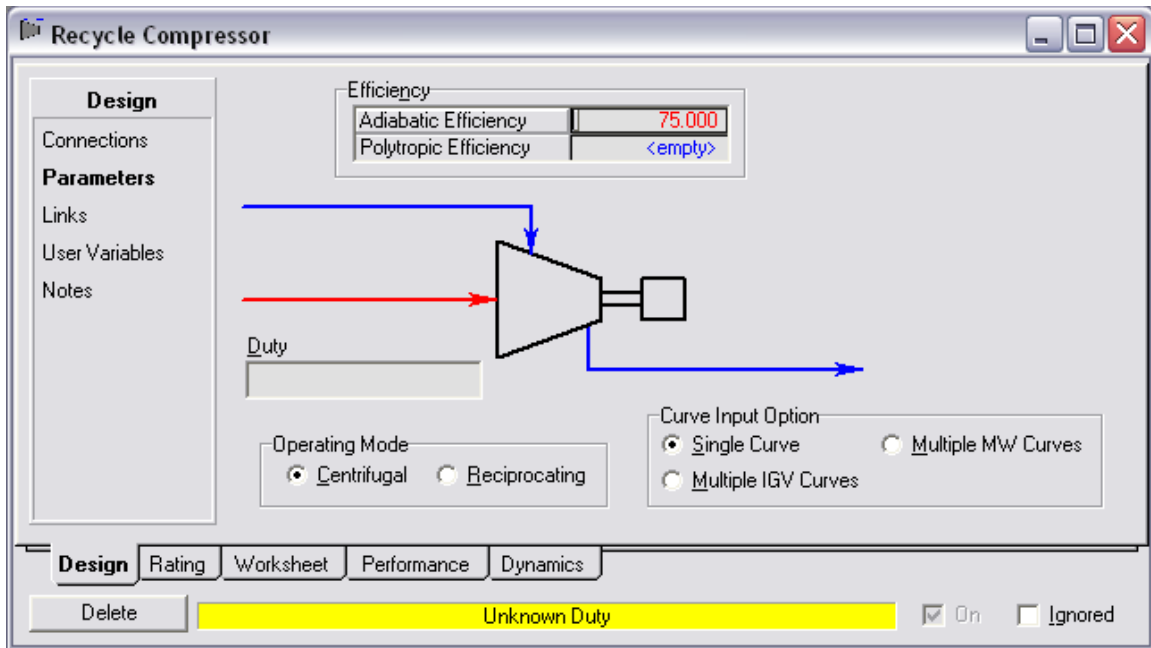 Recycle Compressor
Design
Connections
Parameters
Links
User Variables
Notes
Efficiency
Adiabatic Efficiency 75.000
Polytropic Efficiency <empty>
Duty
Operating Mode
Centrifugal Reciprocating
Curve Input Option
Single Curve Multiple MW Curves
Multiple IGV Curves
Design Rating Worksheet Performance Dynamics
Delete Unknown Duty On Ignored